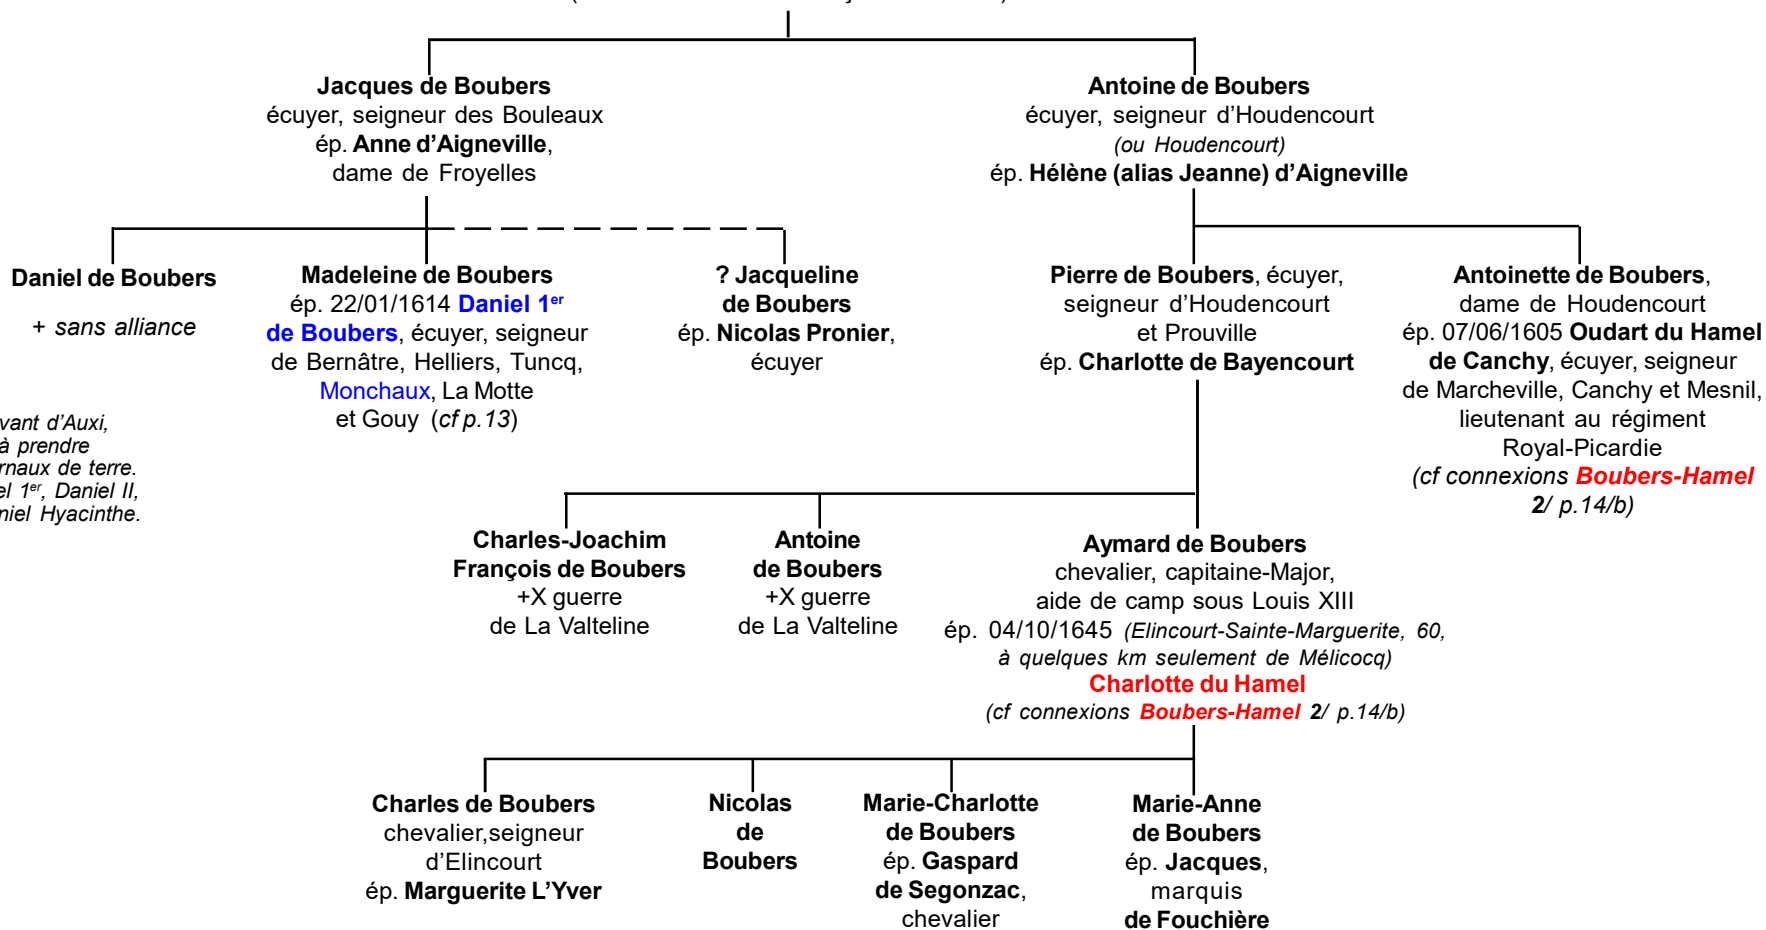 Jacques de Boubers
écuyer, seigneur des Bouleaux
ép. Anne d’Aigneville,
dame de Froyelles
Antoine de Boubers
écuyer, seigneur d’Houdencourt
(ou Houdencourt)
ép. Hélène (alias Jeanne) d’Aigneville
Daniel de Boubers
+ sans alliance
Madeleine de Boubers
ép. 22/01/1614 Daniel 1er
de Boubers, écuyer, seigneur
de Bernâtre, Helliers, Tuncq,
Monchaux, La Motte
et Gouy (cf p.13)
? Jacqueline
de Boubers
ép. Nicolas Pronier,
écuyer
Pierre de Boubers, écuyer,
seigneur d’Houdencourt
et Prouville
ép. Charlotte de Bayencourt
Antoinette de Boubers,
dame de Houdencourt
ép. 07/06/1605 Oudart du Hamel
de Canchy, écuyer, seigneur
de Marcheville, Canchy et Mesnil,
lieutenant au régiment
Royal-Picardie
(cf connexions Boubers-Hamel
2/ p.14/b)
vant d’Auxi,
à prendre
rnaux de terre.
el 1er, Daniel II,
niel Hyacinthe.
Charles-Joachim
François de Boubers
+X guerre
de La Valteline
Antoine
de Boubers
+X guerre
de La Valteline
Aymard de Boubers
chevalier, capitaine-Major,
aide de camp sous Louis XIII
ép. 04/10/1645 (Elincourt-Sainte-Marguerite, 60,
à quelques km seulement de Mélicocq)
Charlotte du Hamel
(cf connexions Boubers-Hamel 2/ p.14/b)
Charles de Boubers
chevalier,seigneur
d’Elincourt
ép. Marguerite L’Yver
Nicolas
de
Boubers
Marie-Charlotte
de Boubers
ép. Gaspard
de Segonzac,
chevalier
Marie-Anne
de Boubers
ép. Jacques,
marquis
de Fouchière